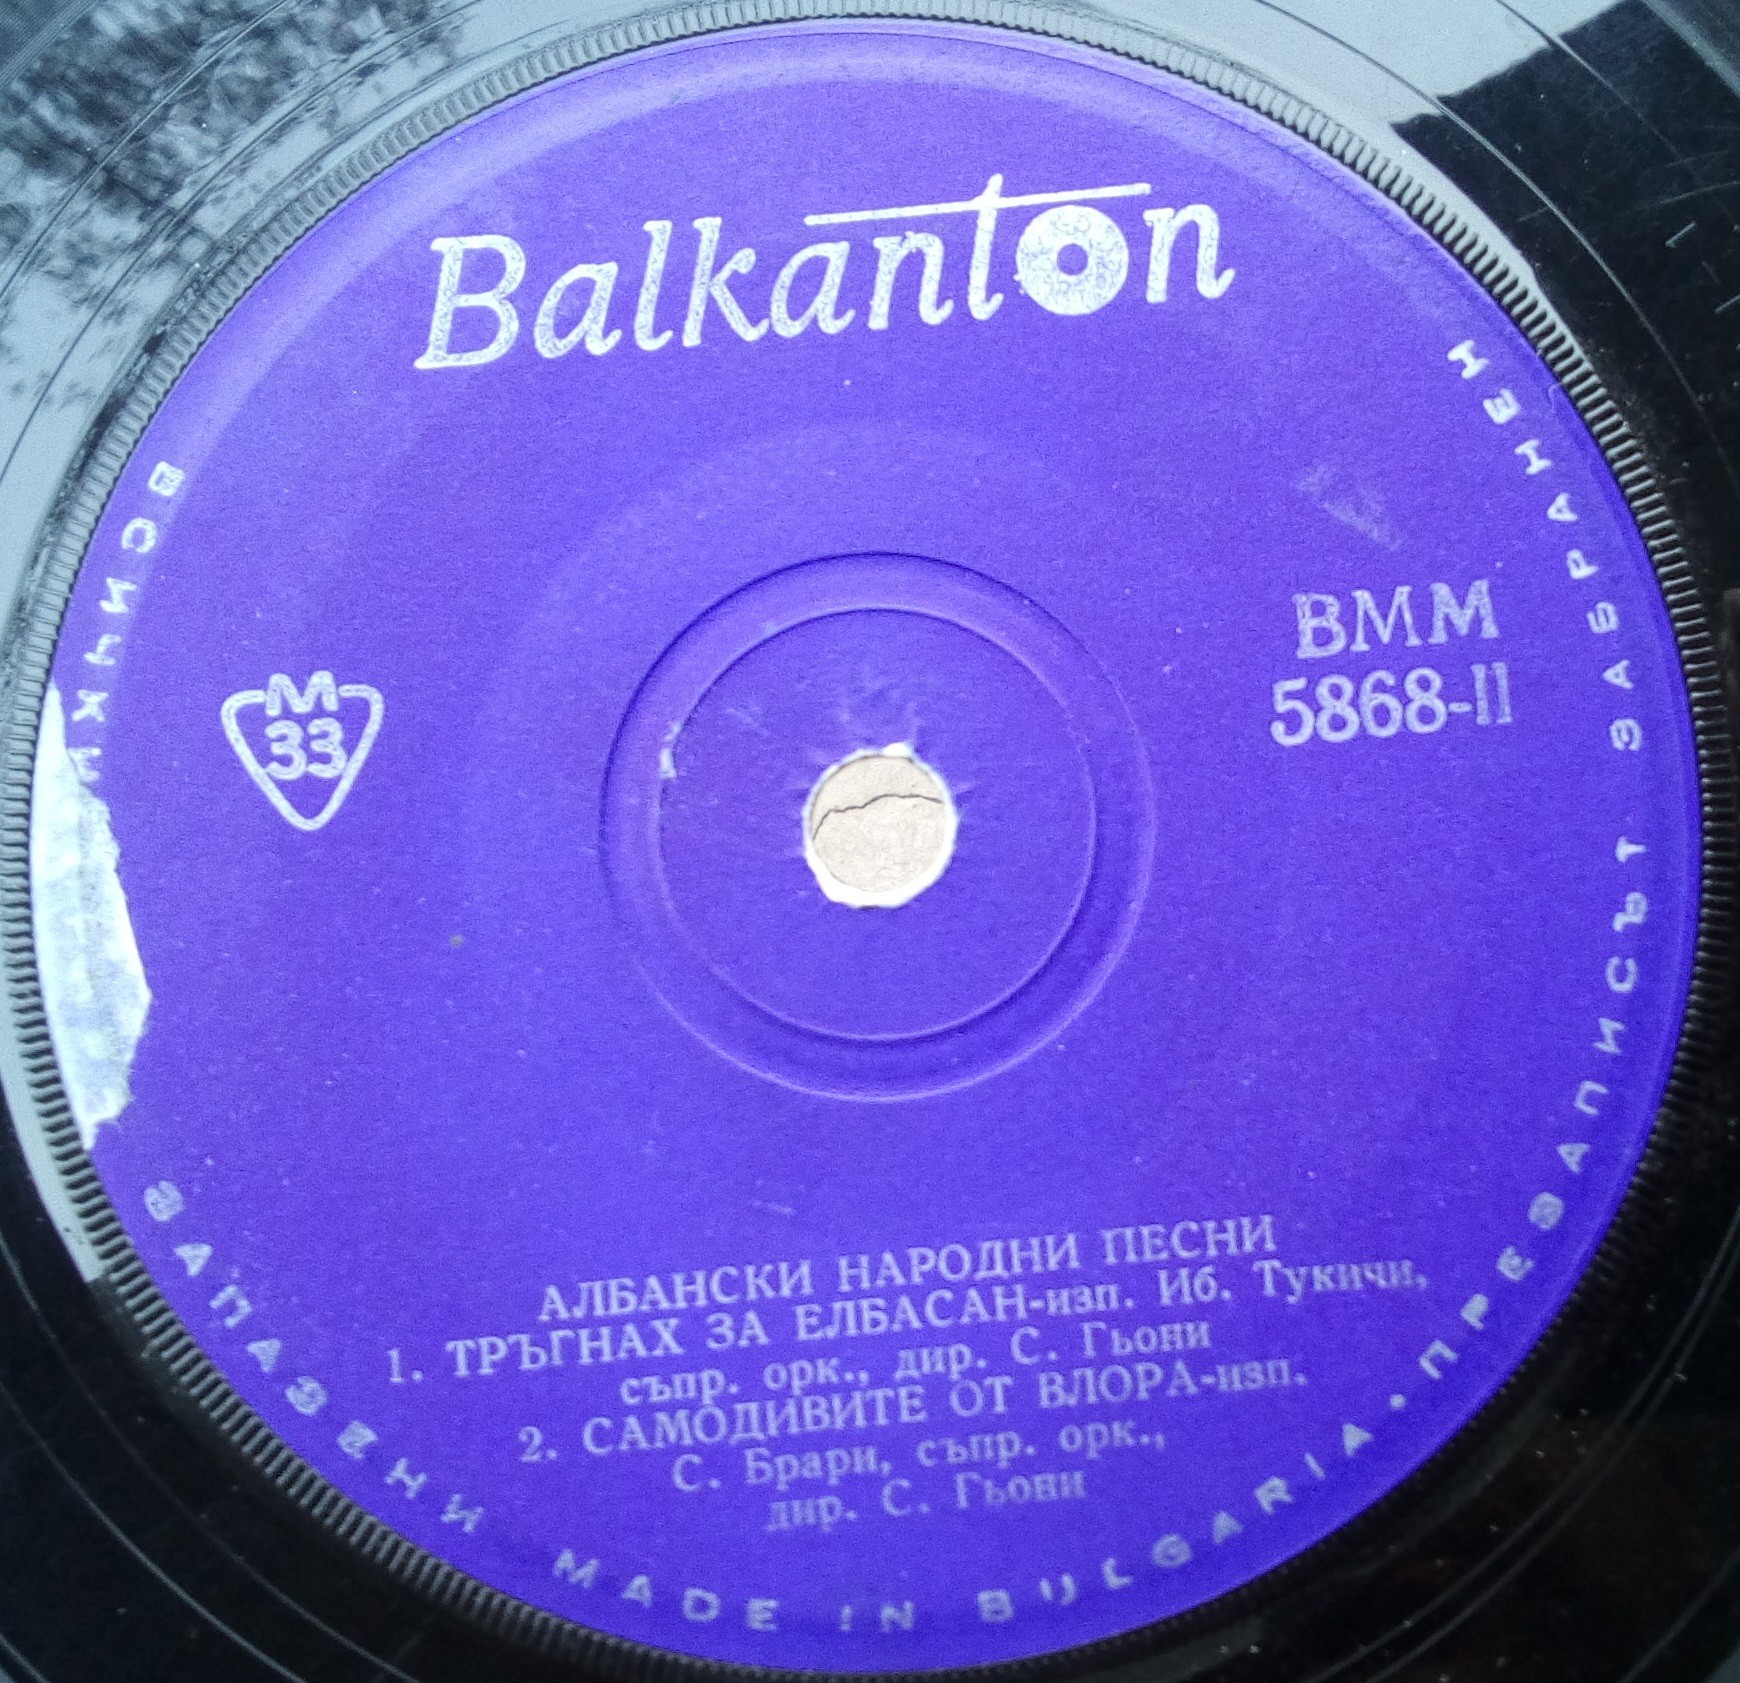 Balkanton
M
33
ВММ
5868-II
АЛБАНСКИ НАРОДНИ ПЕСНИ
1. ТРЪГНАХ ЗА ЕЛБАСАН-изп. Иб. Тукичи,
съпр. орк., дир. С. Гьони
2. САМОДИВИТЕ ОТ ВЛОРА-изп.
С. Брари, съпр. орк.,
дир. С. Гьони
ВСИЧКИ ЗАПАЗЕНИ MADE IN BULGARIA • ПРЕЗАПИСЪТ ЗАБРАНЕН